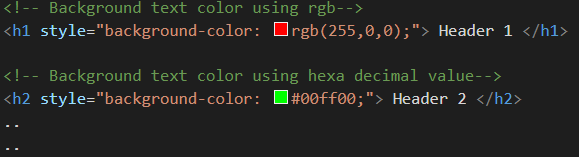 <!-- Background text color using rgb-->
<h1 style="background-color: rgb(255,0,0);"> Header 1 </h1>
<!-- Background text color using hexa decimal value-->
<h2 style="background-color: #00ff00;"> Header 2 </h2>
..
..